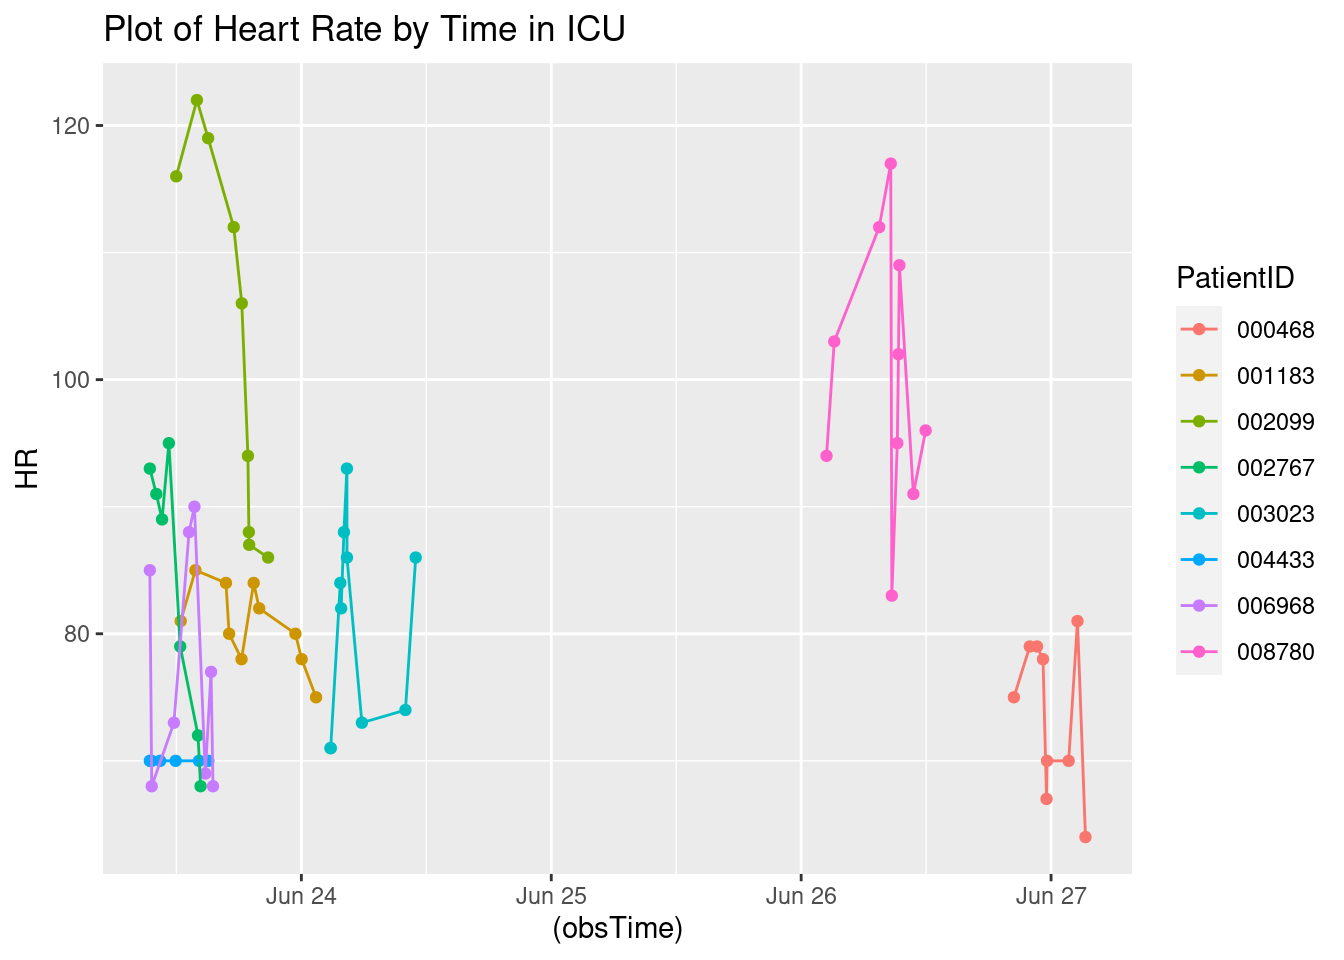 Plot of Heart Rate by Time in ICU
120
100
80
HR
Jun 24
Jun 25
Jun 26
Jun 27
(obsTime)
PatientID
000468
001183
002099
002767
003023
004433
006968
008780